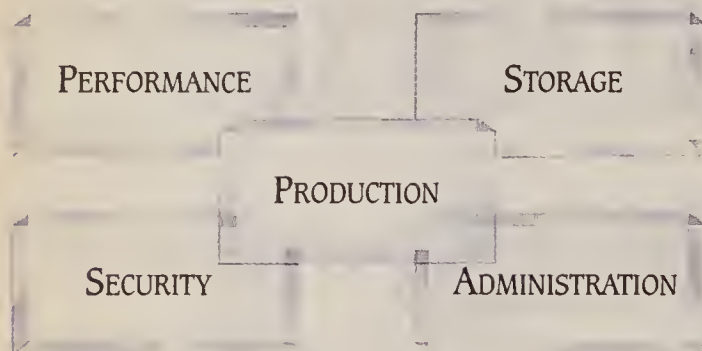 PERFORMANCE
STORAGE
PRODUCTION
SECURITY
ADMINISTRATION